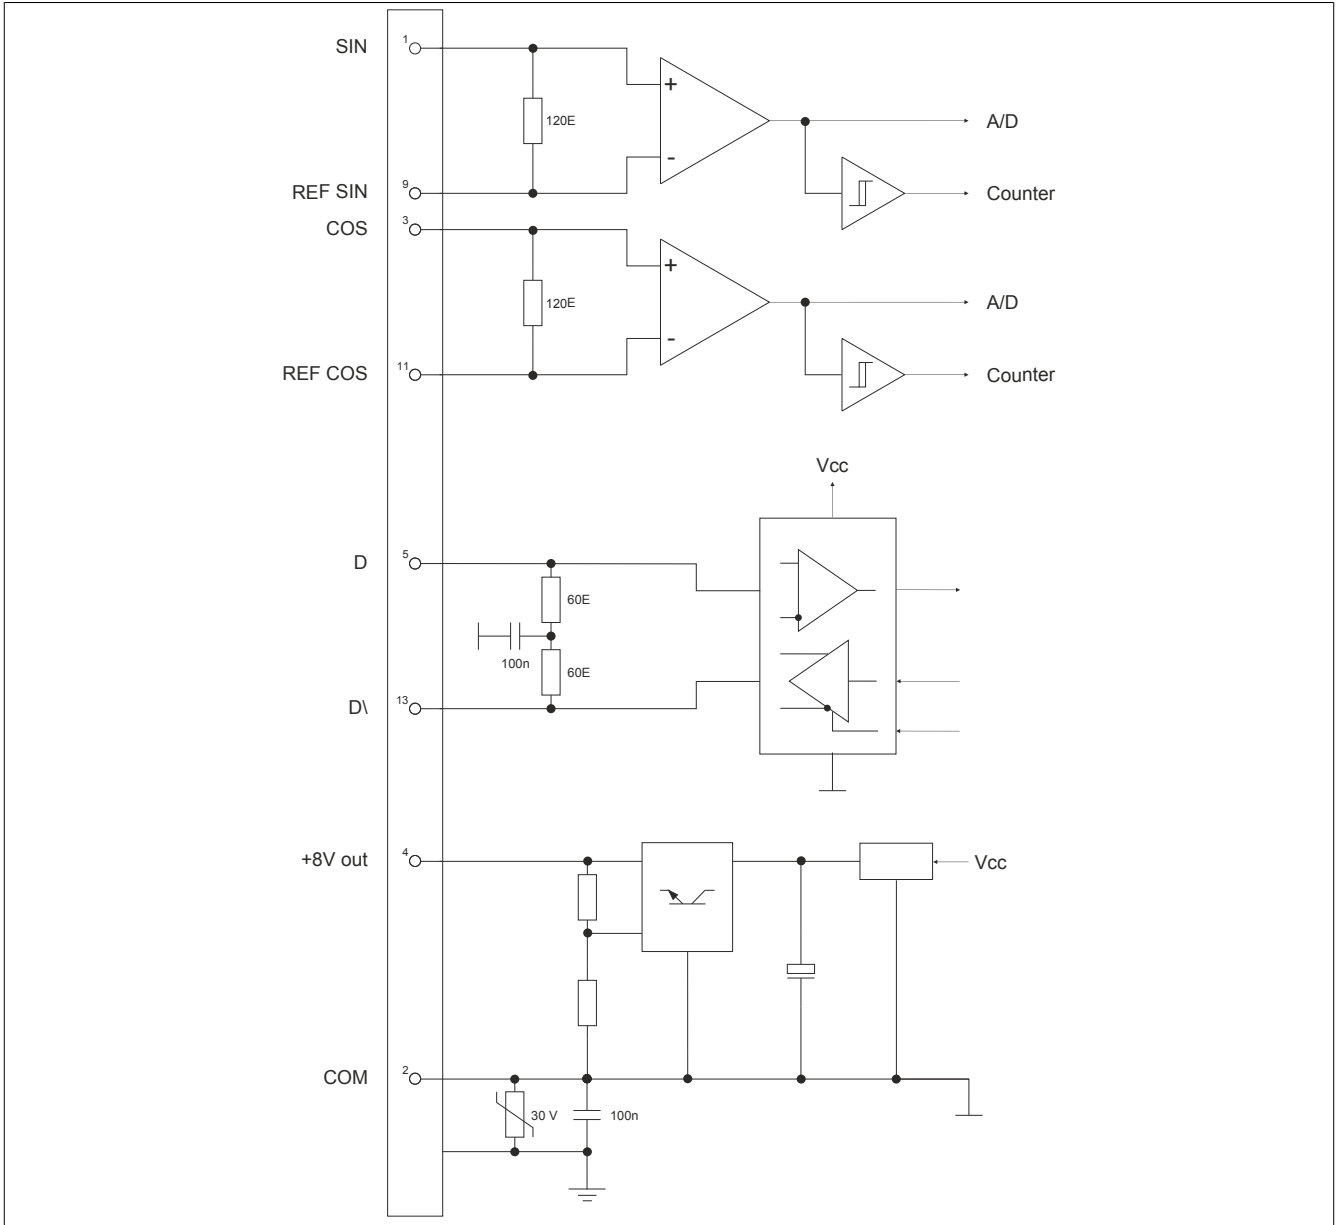 SIN 1
120E
+
-
A/D
REF SIN 9
Counter
COS 3
120E
+
-
A/D
REF COS 11
Counter
Vcc
D 5
60E
100n
60E
D\ 13
+8V out 4
Vcc
COM 2
30 V
100n